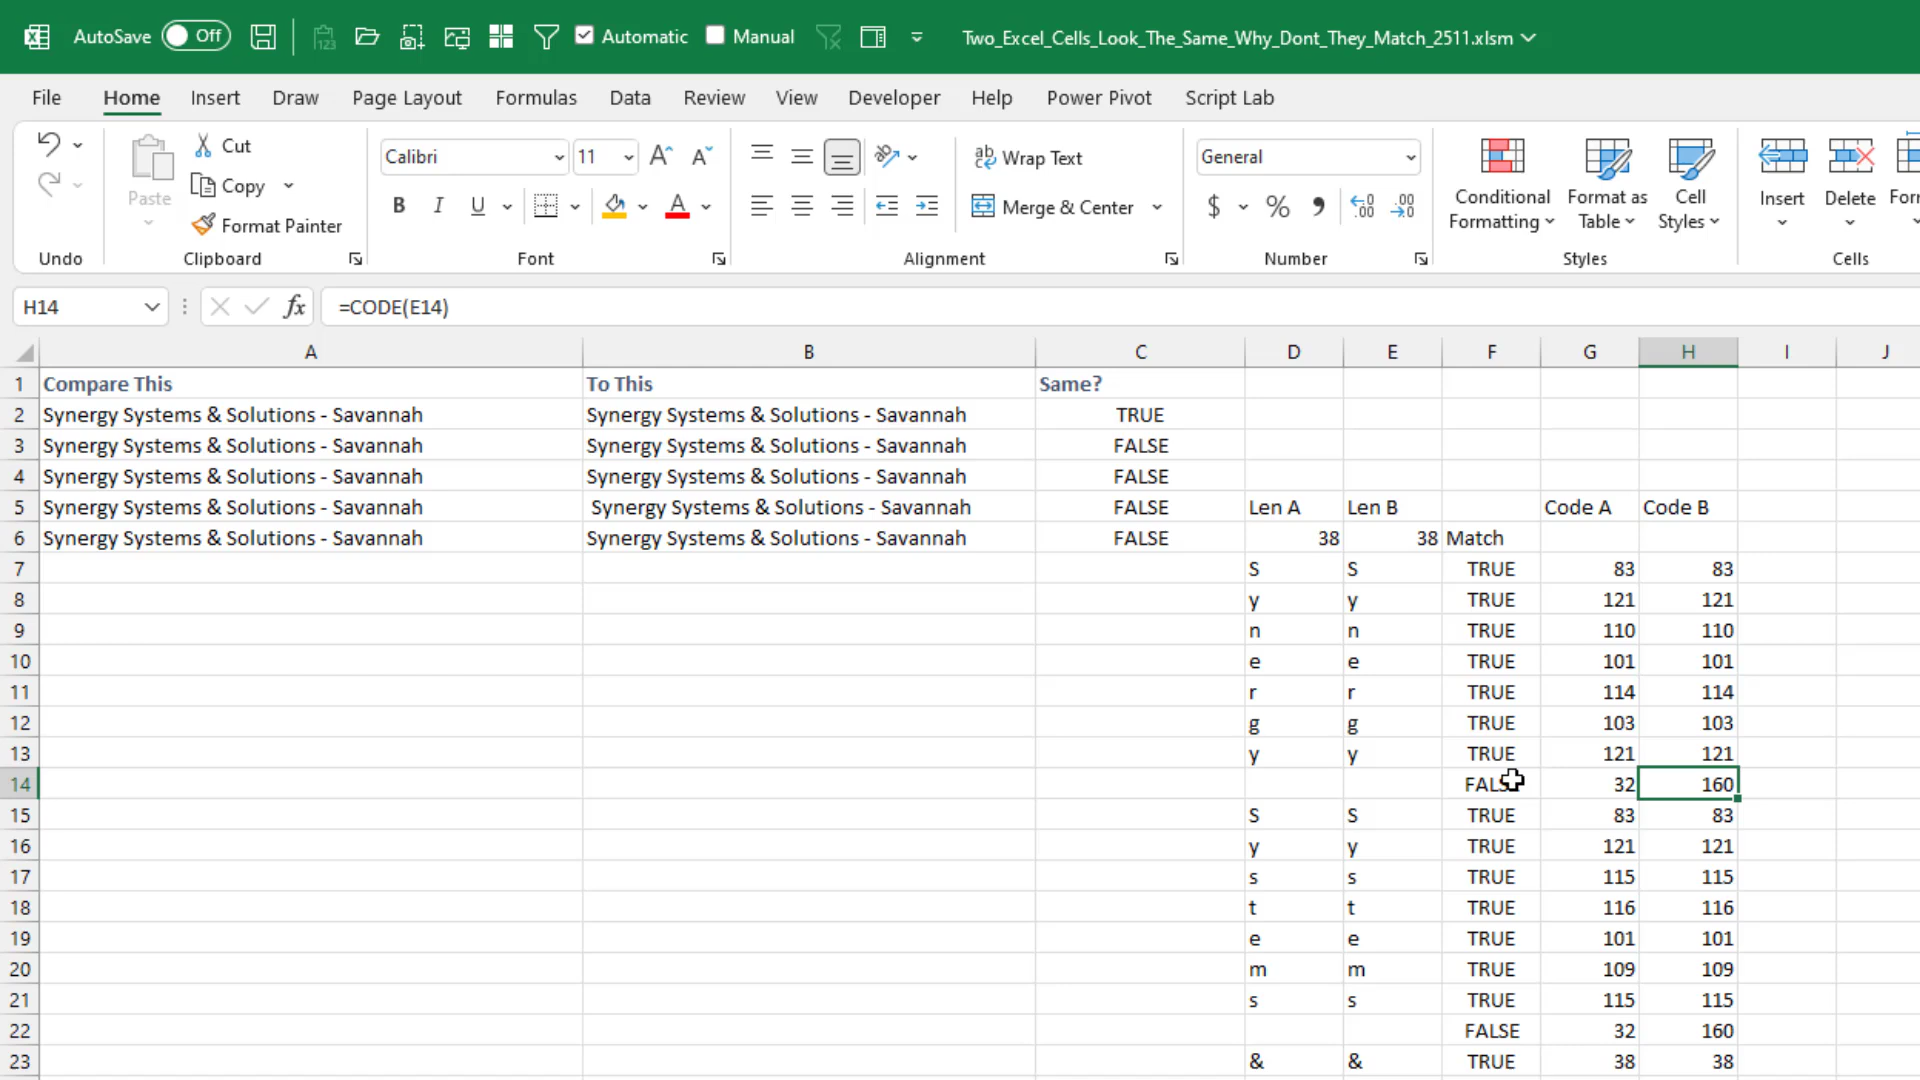 AutoSave Off Automatic Manual Two_Excel_Cells_Look_The_Same_Why_Dont_They_Match_2511.xlsm
File Home Insert Draw Page Layout Formulas Data Review View Developer Help Power Pivot Script Lab
Cut
Calibri 11 Wrap Text General
Paste Copy
Conditional Formatting Format as Table Cell Styles Insert Delete
B I U Merge & Center $ % .00
Format Painter
Undo Clipboard Font Alignment Number Styles Cells
H14 fx =CODE(E14)
A B C D E F G H I J
1 Compare This To This Same?
2 Synergy Systems & Solutions - Savannah Synergy Systems & Solutions - Savannah TRUE
3 Synergy Systems & Solutions - Savannah Synergy Systems & Solutions - Savannah FALSE
4 Synergy Systems & Solutions - Savannah Synergy Systems & Solutions - Savannah FALSE
5 Synergy Systems & Solutions - Savannah Synergy Systems & Solutions - Savannah FALSE Len A Len B Code A Code B
6 Synergy Systems & Solutions - Savannah Synergy Systems & Solutions - Savannah FALSE 38 38 Match
7 S S TRUE 83 83
8 y y TRUE 121 121
9 n n TRUE 110 110
10 e e TRUE 101 101
11 r r TRUE 114 114
12 g g TRUE 103 103
13 y y TRUE 121 121
14 FALSE 32 160
15 S S TRUE 83 83
16 y y TRUE 121 121
17 s s TRUE 115 115
18 t t TRUE 116 116
19 e e TRUE 101 101
20 m m TRUE 109 109
21 s s TRUE 115 115
22 FALSE 32 160
23 & & TRUE 38 38